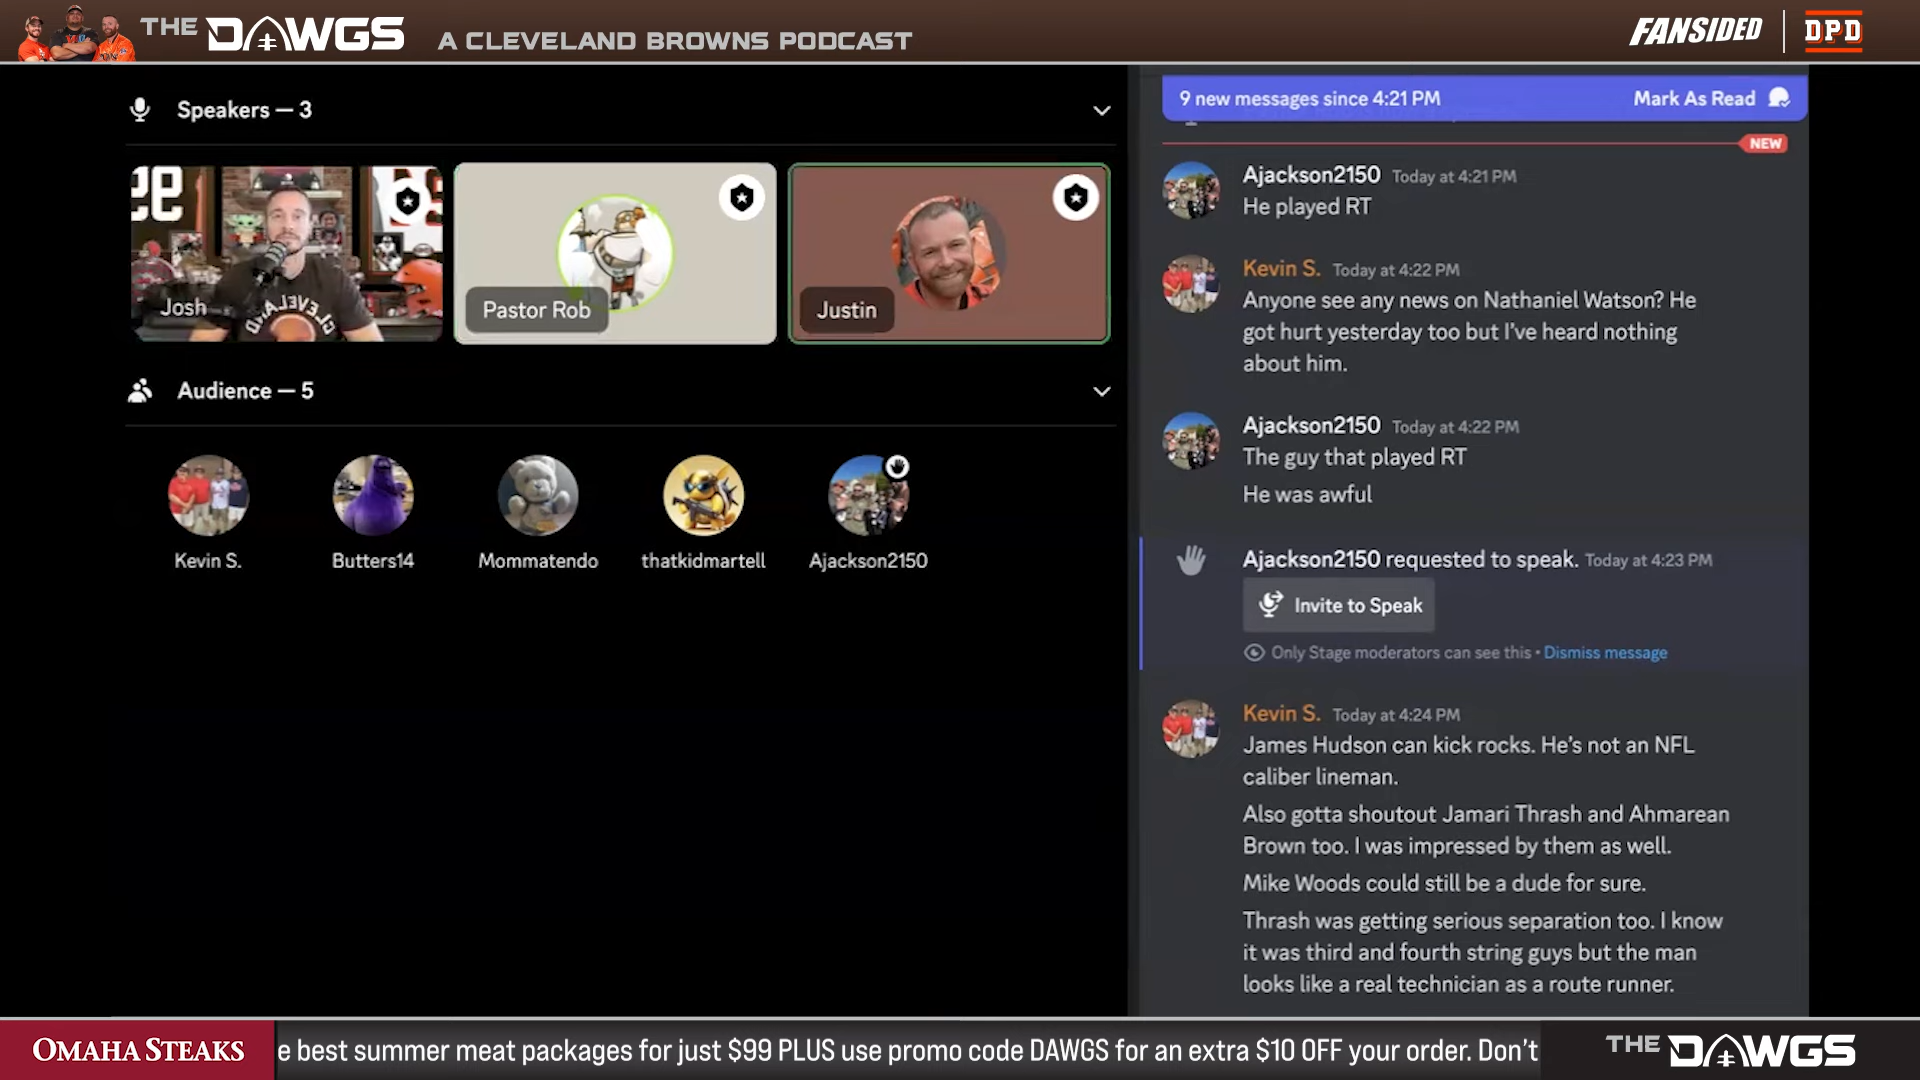 THE DAWGS A CLEVELAND BROWNS PODCAST
FANSIDED DPD
Speakers — 3
Josh
Pastor Rob
Justin
Audience — 5
Kevin S.
Butters14
Mommatendo
thatkidmartell
Ajackson2150
9 new messages since 4:21 PM Mark As Read
NEW
Ajackson2150 Today at 4:21 PM
He played RT
Kevin S. Today at 4:22 PM
Anyone see any news on Nathaniel Watson? He
got hurt yesterday too but I've heard nothing
about him.
Ajackson2150 Today at 4:22 PM
The guy that played RT
He was awful
Ajackson2150 requested to speak. Today at 4:23 PM
Invite to Speak
Only Stage moderators can see this • Dismiss message
Kevin S. Today at 4:24 PM
James Hudson can kick rocks. He's not an NFL
caliber lineman.
Also gotta shoutout Jamari Thrash and Ahmarean
Brown too. I was impressed by them as well.
Mike Woods could still be a dude for sure.
Thrash was getting serious separation too. I know
it was third and fourth string guys but the man
looks like a real technician as a route runner.
OMAHA STEAKS e best summer meat packages for just $99 PLUS use promo code DAWGS for an extra $10 OFF your order. Don't
THE DAWGS